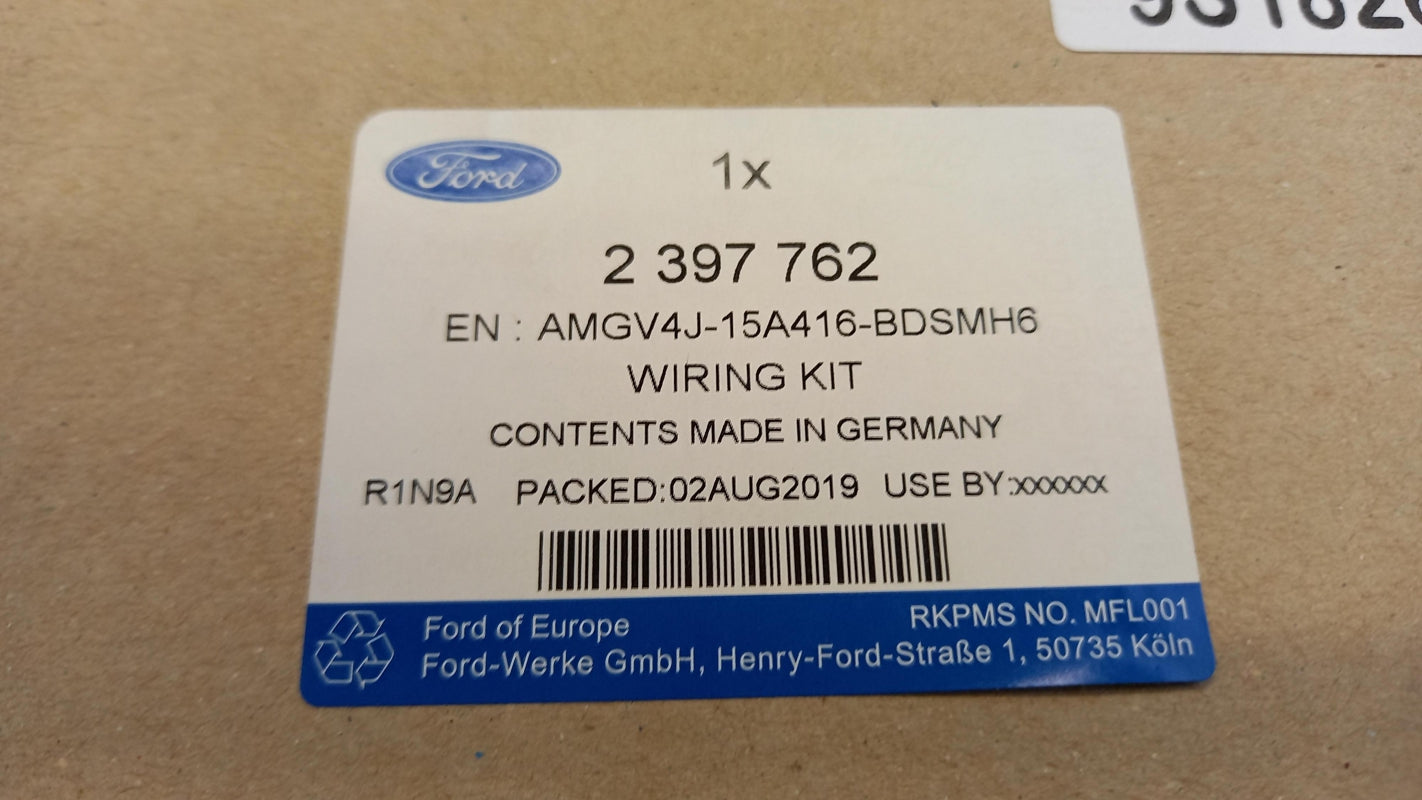 Ford
1x
2 397 762
EN : AMGV4J-15A416-BDSMH6
WIRING KIT
CONTENTS MADE IN GERMANY
R1N9A PACKED:02AUG2019 USE BY:xxxxxx
Ford of Europe
RKPMS NO. MFL001
Ford-Werke GmbH, Henry-Ford-Straße 1, 50735 Köln